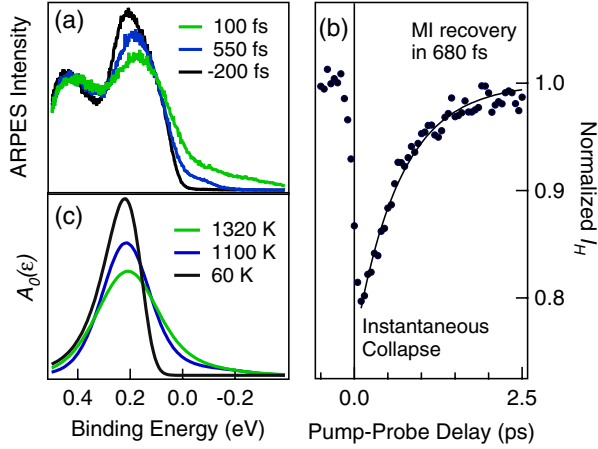 (a)
100 fs
550 fs
-200 fs
ARPES Intensity
(c)
1320 K
1100 K
60 K
A₀(ε)
0.4
0.2
0.0
-0.2
Binding Energy (eV)
(b)
MI recovery
in 680 fs
1.0
0.9
0.8
Normalized I_H
Instantaneous
Collapse
0.0
2.5
Pump-Probe Delay (ps)